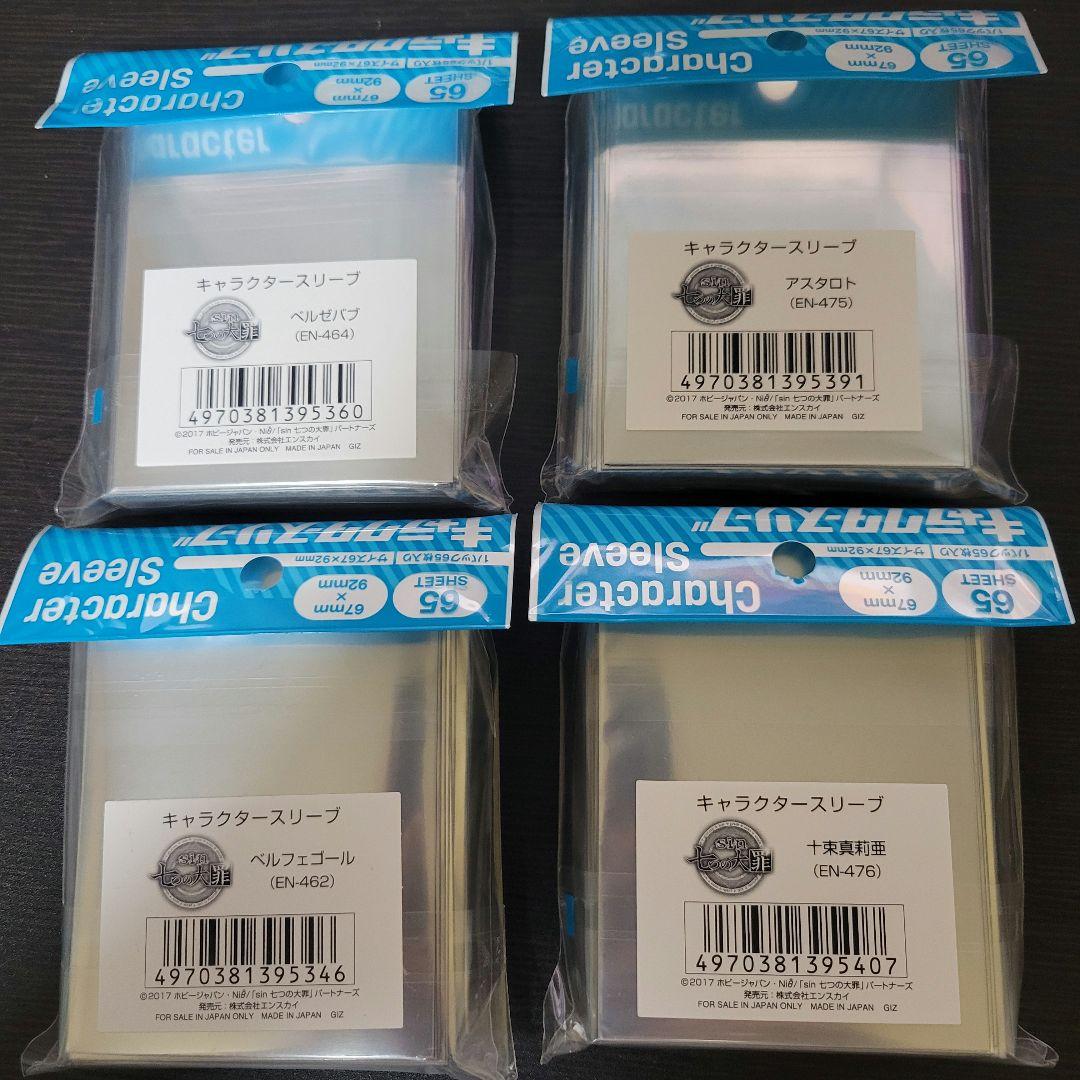 キャラクタースリーブ
Character
Sleeve
1パック65枚入り サイズ67×92mm
67mm
×
92mm
65
SHEET
aracter
キャラクタースリーブ
sin
七つの大罪
ベルゼバブ
(EN-464)
4970381395360
©2017 ホビージャパン・Niθ/「sin 七つの大罪」パートナーズ
発売元：株式会社エンスカイ
FOR SALE IN JAPAN ONLY MADE IN JAPAN GIZ
キャラクタースリーブ
Character
Sleeve
1パック65枚入り サイズ67×92mm
67mm
×
92mm
65
SHEET
aracter
キャラクタースリーブ
sin
七つの大罪
アスタロト
(EN-475)
4970381395391
©2017 ホビージャパン・Niθ/「sin 七つの大罪」パートナーズ
発売元：株式会社エンスカイ
FOR SALE IN JAPAN ONLY MADE IN JAPAN GIZ
キャラクタースリーブ
Character
Sleeve
1パック65枚入り サイズ67×92mm
67mm
×
92mm
65
SHEET
キャラクタースリーブ
sin
七つの大罪
ベルフェゴール
(EN-462)
4970381395346
©2017 ホビージャパン・Niθ/「sin 七つの大罪」パートナーズ
発売元：株式会社エンスカイ
FOR SALE IN JAPAN ONLY MADE IN JAPAN GIZ
キャラクタースリーブ
Character
Sleeve
1パック65枚入り サイズ67×92mm
67mm
×
92mm
65
SHEET
キャラクタースリーブ
sin
七つの大罪
十束真莉亜
(EN-476)
4970381395407
©2017 ホビージャパン・Niθ/「sin 七つの大罪」パートナーズ
発売元：株式会社エンスカイ
FOR SALE IN JAPAN ONLY MADE IN JAPAN GIZ